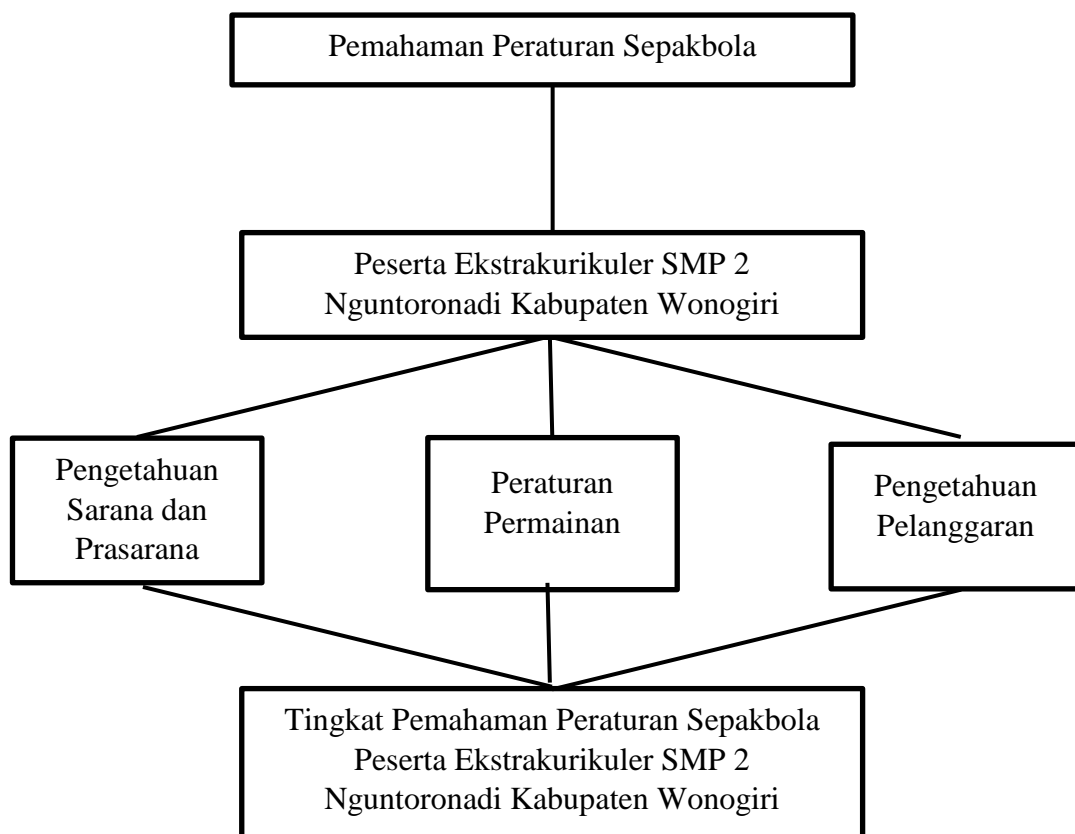 Pemahaman Peraturan Sepakbola
Peserta Ekstrakurikuler SMP 2
Nguntoronadi Kabupaten Wonogiri
Pengetahuan
Sarana dan
Prasarana
Peraturan
Permainan
Pengetahuan
Pelanggaran
Tingkat Pemahaman Peraturan Sepakbola
Peserta Ekstrakurikuler SMP 2
Nguntoronadi Kabupaten Wonogiri